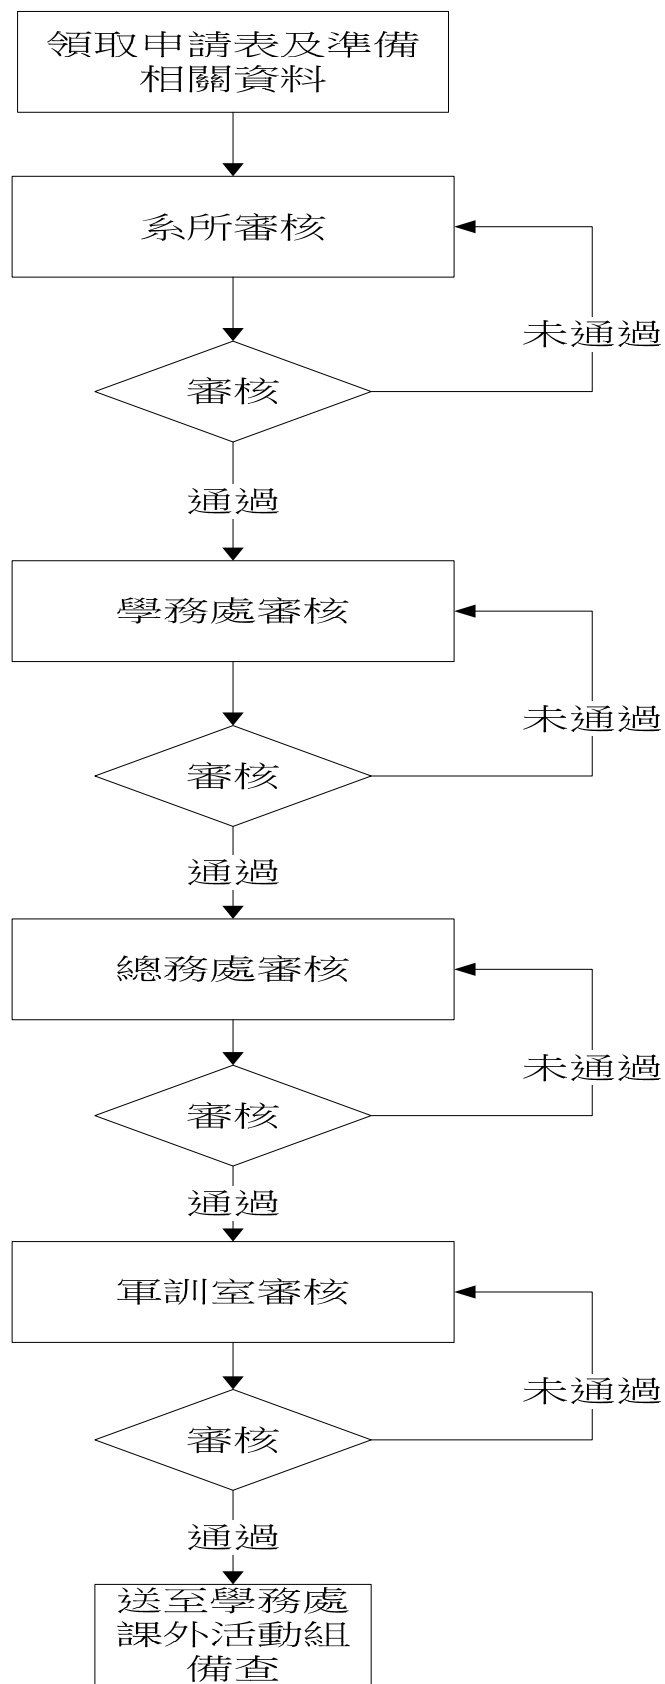 領取申請表及準備
相關資料
系所審核
未通過
審核
通過
學務處審核
未通過
審核
通過
總務處審核
未通過
審核
通過
軍訓室審核
未通過
審核
通過
送至學務處
課外活動組
備查